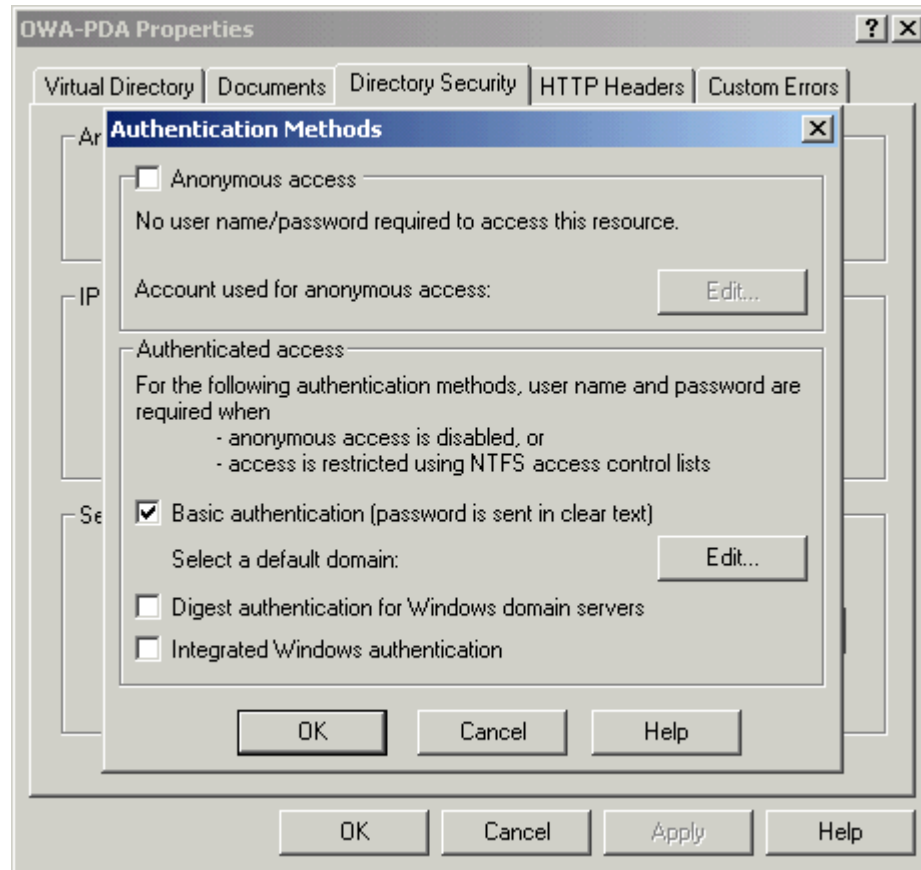 OWA-PDA Properties
Virtual Directory Documents Directory Security HTTP Headers Custom Errors
Authentication Methods
Anonymous access
No user name/password required to access this resource.
Account used for anonymous access: Edit...
IP
Authenticated access
For the following authentication methods, user name and password are
required when
- anonymous access is disabled, or
- access is restricted using NTFS access control lists
Se
Basic authentication (password is sent in clear text)
Select a default domain: Edit...
Digest authentication for Windows domain servers
Integrated Windows authentication
OK Cancel Help
OK Cancel Apply Help